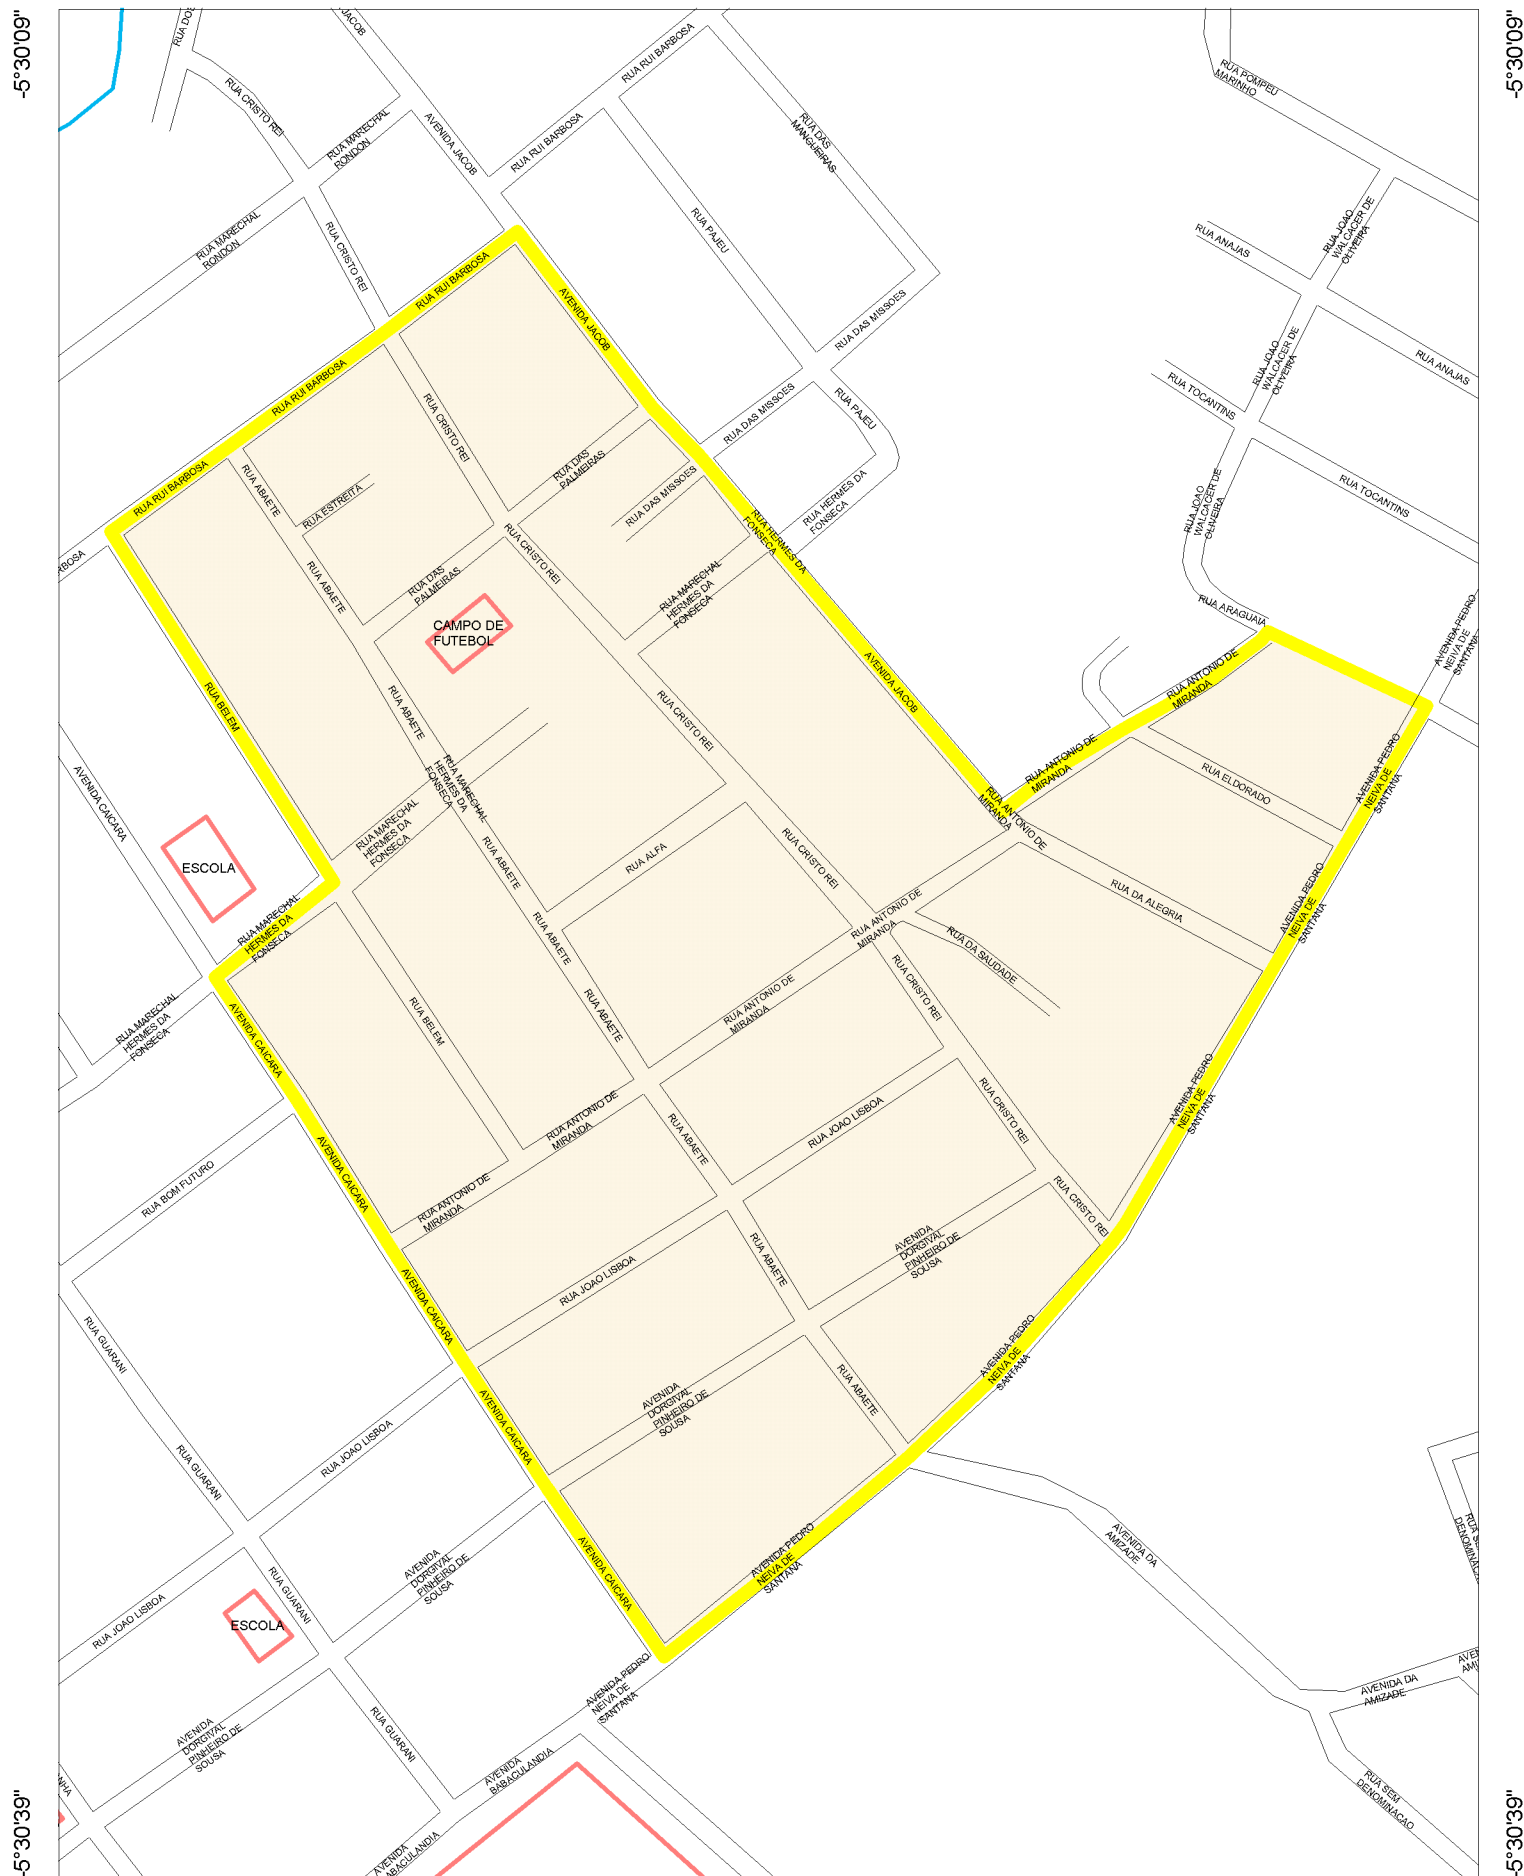 -5°30'09"
-5°30'09"
JACOB
RUA CRISTO REI
RUA MARECHAL
RONDON
AVENIDA JACOB
RUA RUI BARBOSA
RUA RUI BARBOSA
RUA DAS
MANGUEIRAS
RUA POMPEU
MARINHO
RUA MARECHAL
RONDON
RUA CRISTO REI
RUA PAJEU
RUA ANAJAS
RUA JOAO
WALCACER DE
OLIVEIRA
RUA RUI BARBOSA
AVENIDA JACOB
RUA DAS MISSOES
RUA JOAO
WALCACER DE
OLIVEIRA
RUA ANAJAS
RUA RUI BARBOSA
RUA CRISTO REI
RUA DAS MISSOES
RUA PAJEU
RUA TOCANTINS
RUA RUI BARBOSA
RUA ABAETE
RUA ESTREITA
RUA DAS
PALMEIRAS
RUA DAS MISSOES
RUA HERMES DA
FONSECA
RUA HERMES DA
FONSECA
RUA JOAO
WALCACER DE
OLIVEIRA
RUA TOCANTINS
RBOSA
RUA ABAETE
RUA DAS
PALMEIRAS
RUA CRISTO REI
RUA MARECHAL
HERMES DA
FONSECA
RUA ARAGUAIA
AVENIDA PEDRO
NEIVA DE
SANTANA
CAMPO DE
FUTEBOL
RUA BELEM
RUA ABAETE
RUA CRISTO REI
AVENIDA JACOB
RUA ANTONIO DE
MIRANDA
RUA ANTONIO DE
MIRANDA
RUA ELDORADO
AVENIDA PEDRO
NEIVA DE
SANTANA
AVENIDA CAICARA
RUA MARECHAL
HERMES DA
FONSECA
RUA MARECHAL
HERMES DA
FONSECA
RUA ANTONIO DE
MIRANDA
ESCOLA
RUA ABAETE
RUA ALFA
RUA CRISTO REI
RUA DA ALEGRIA
AVENIDA PEDRO
NEIVA DE
SANTANA
RUA MARECHAL
HERMES DA
FONSECA
RUA ABAETE
RUA ANTONIO DE
MIRANDA
RUA DA SAUDADE
RUA MARECHAL
HERMES DA
FONSECA
AVENIDA CAICARA
RUA BELEM
RUA ABAETE
RUA ANTONIO DE
MIRANDA
RUA CRISTO REI
RUA ANTONIO DE
MIRANDA
RUA ABAETE
RUA JOAO LISBOA
RUA CRISTO REI
AVENIDA PEDRO
NEIVA DE
SANTANA
RUA BOM FUTURO
AVENIDA CAICARA
RUA ANTONIO DE
MIRANDA
RUA CRISTO REI
RUA JOAO LISBOA
RUA ABAETE
AVENIDA
DORGIVAL
PINHEIRO DE
SOUSA
RUA GUARANI
AVENIDA CAICARA
AVENIDA PEDRO
NEIVA DE
SANTANA
AVENIDA
DORGIVAL
PINHEIRO DE
SOUSA
RUA ABAETE
RUA GUARANI
RUA JOAO LISBOA
AVENIDA CAICARA
AVENIDA PEDRO
NEIVA DE
SANTANA
AVENIDA DA
AMIZADE
AVENIDA
DORGIVAL
PINHEIRO DE
SOUSA
AVENIDA CAICARA
RUA JOAO LISBOA
RUA GUARANI
ESCOLA
AVENIDA PEDRO
NEIVA DE
SANTANA
AVENIDA DA
AMIZADE
AVENIDA
DORGIVAL
PINHEIRO DE
SOUSA
RUA GUARANI
AVENIDA
BABACULANDIA
RUA SEM
DENOMINACAO
AVENIDA
BABACULANDIA
-5°30'39"
-5°30'39"